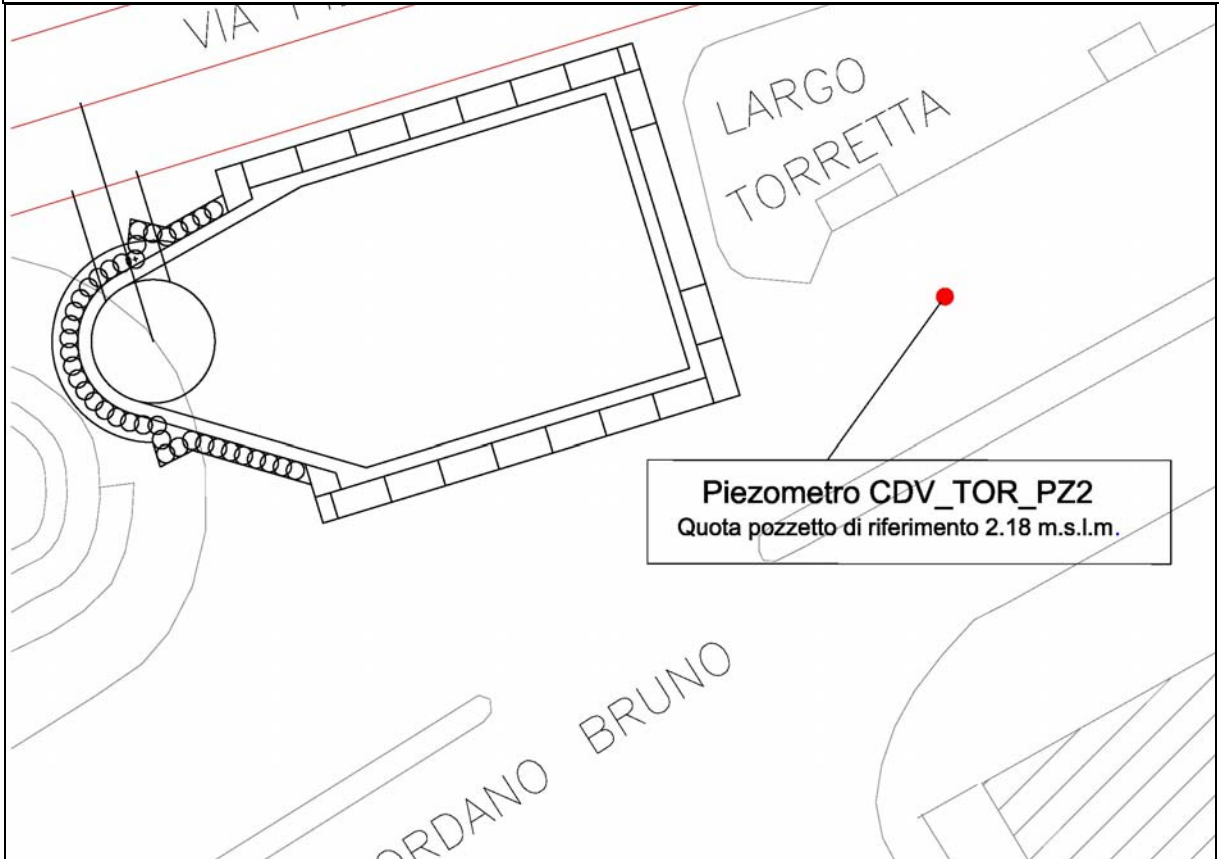 VIA
LARGO
TORRETTA
Piezometro CDV_TOR_PZ2
Quota pozzetto di riferimento 2.18 m.s.l.m.
ORDANO BRUNO